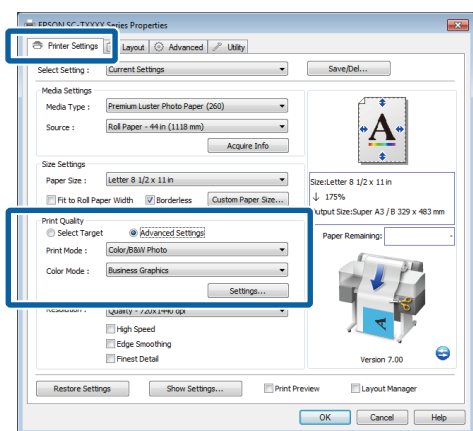 EPSON SC-TXXXX Series Properties
Printer Settings Layout Advanced Utility
Select Setting : Current Settings Save/Del...
Media Settings
Media Type : Premium Luster Photo Paper (260)
Source : Roll Paper - 44 in (1118 mm)
Acquire Info
Size Settings
Paper Size : Letter 8 1/2 x 11 in
Fit to Roll Paper Width Borderless Custom Paper Size...
Size:Letter 8 1/2 x 11 in
↓ 175%
Output Size:Super A3 / B 329 x 483 mm
Print Quality
Select Target Advanced Settings
Paper Remaining: -
Print Mode : Color/B&W Photo
Color Mode : Business Graphics
Settings...
Resolution : Quality - 720x1440 dpi
High Speed
Edge Smoothing
Finest Detail
Version 7.00
Restore Settings Show Settings... Print Preview Layout Manager
OK Cancel Help
A
A